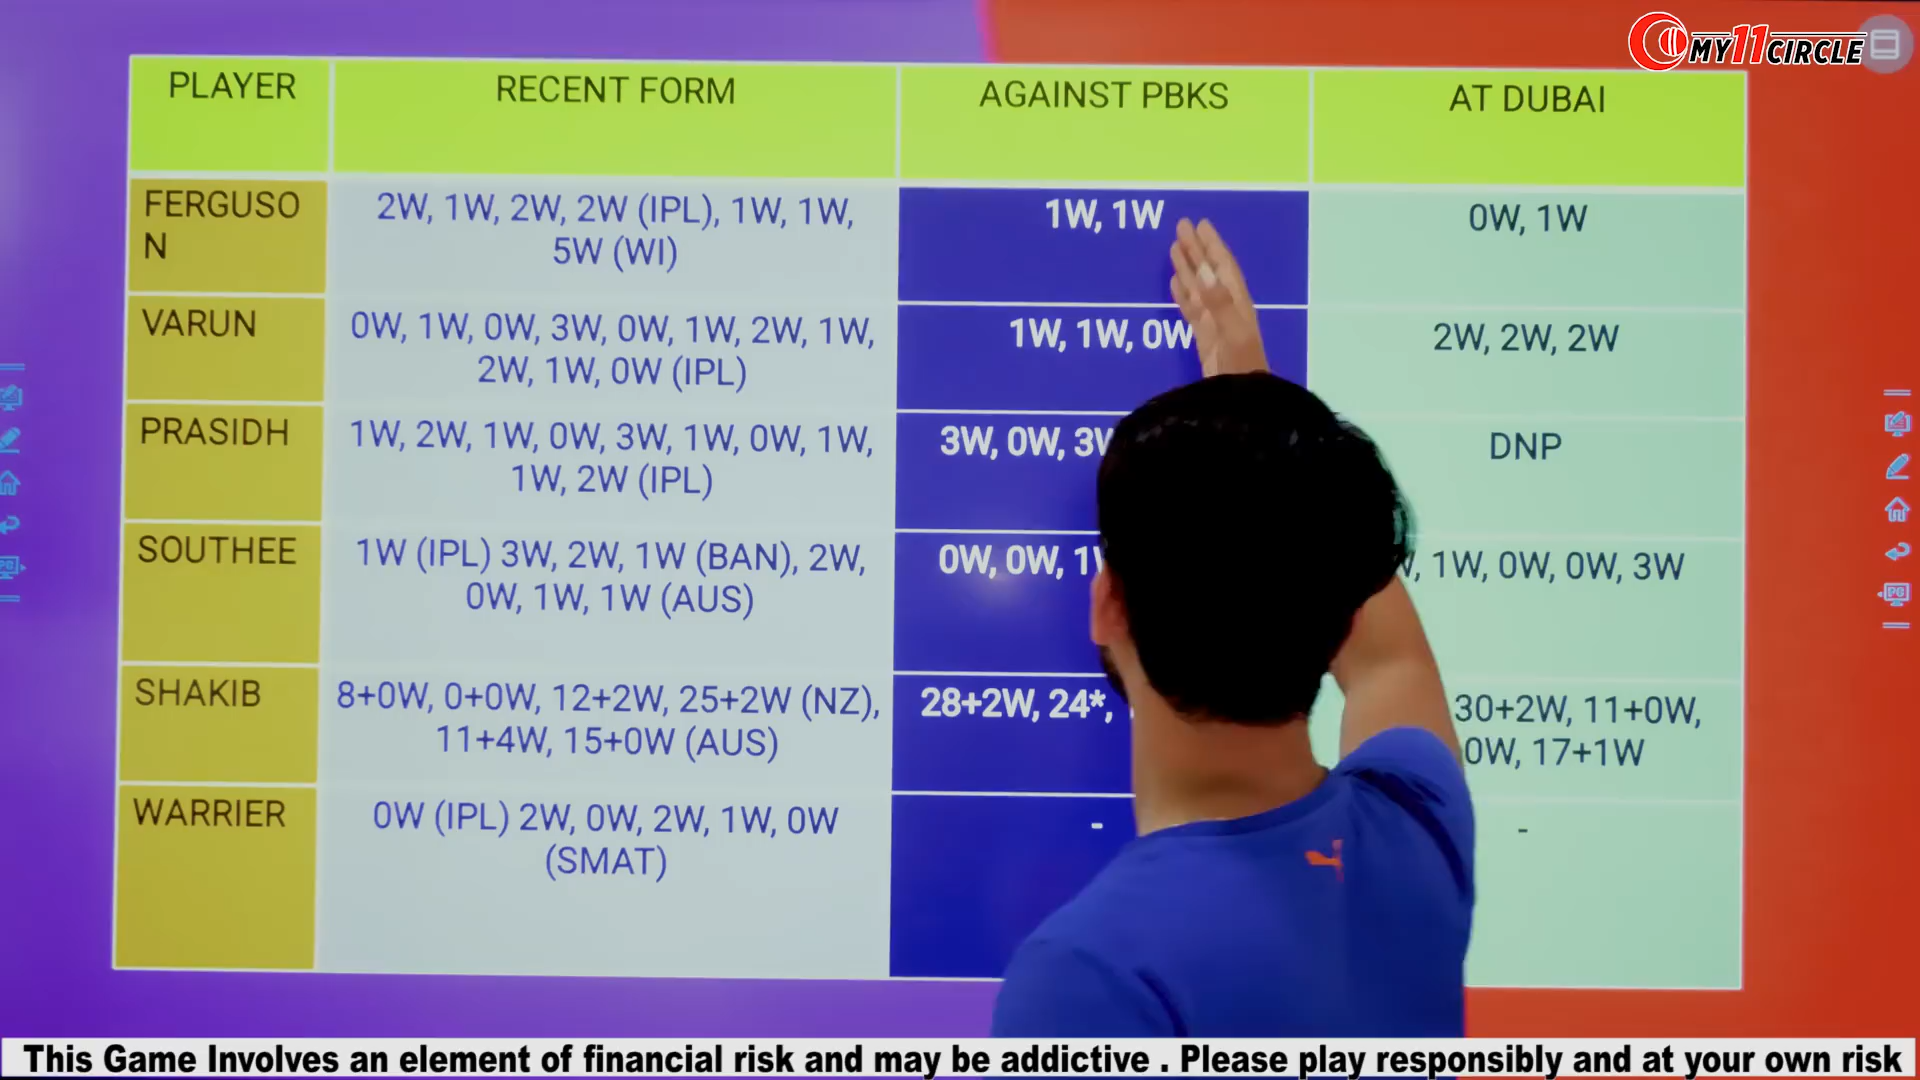 MY11CIRCLE
PLAYER
RECENT FORM
AGAINST PBKS
AT DUBAI
FERGUSO
N
2W, 1W, 2W, 2W (IPL), 1W, 1W,
5W (WI)
1W, 1W
0W, 1W
VARUN
0W, 1W, 0W, 3W, 0W, 1W, 2W, 1W,
2W, 1W, 0W (IPL)
1W, 1W, 0W
2W, 2W, 2W
PRASIDH
1W, 2W, 1W, 0W, 3W, 1W, 0W, 1W,
1W, 2W (IPL)
3W, 0W,
DNP
SOUTHEE
1W (IPL) 3W, 2W, 1W (BAN), 2W,
0W, 1W, 1W (AUS)
0W, 0W,
1W, 0W, 0W, 3W
SHAKIB
8+0W, 0+0W, 12+2W, 25+2W (NZ),
11+4W, 15+0W (AUS)
28+2W, 24*,
30+2W, 11+0W,
0W, 17+1W
WARRIER
0W (IPL) 2W, 0W, 2W, 1W, 0W
(SMAT)
-
-
This Game Involves an element of financial risk and may be addictive . Please play responsibly and at your own risk